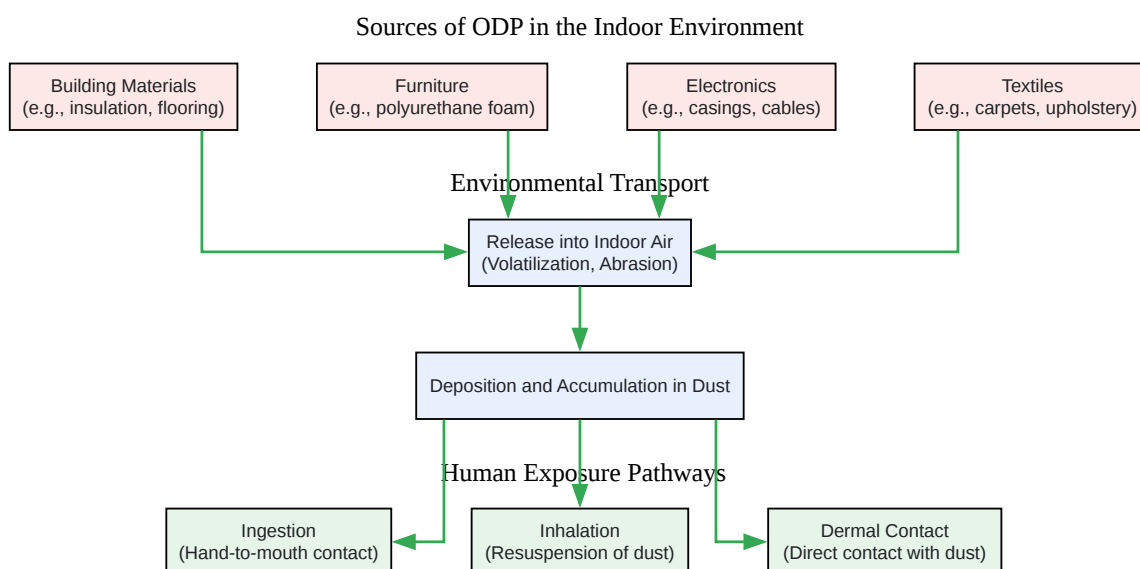 Sources of ODP in the Indoor Environment
Building Materials
(e.g., insulation, flooring)
Furniture
(e.g., polyurethane foam)
Electronics
(e.g., casings, cables)
Textiles
(e.g., carpets, upholstery)
Environmental Transport
Release into Indoor Air
(Volatilization, Abrasion)
Deposition and Accumulation in Dust
Human Exposure Pathways
Ingestion
(Hand-to-mouth contact)
Inhalation
(Resuspension of dust)
Dermal Contact
(Direct contact with dust)